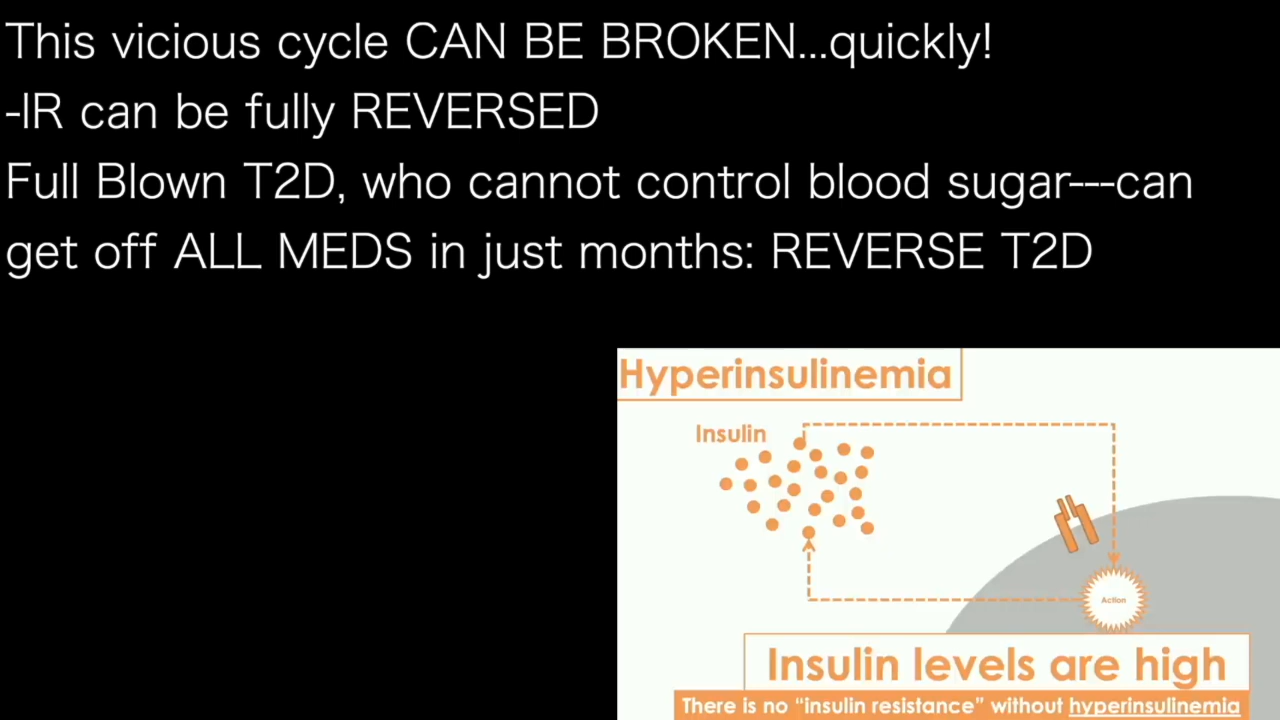 This vicious cycle CAN BE BROKEN...quickly!
-IR can be fully REVERSED
Full Blown T2D, who cannot control blood sugar---can
get off ALL MEDS in just months: REVERSE T2D
Hyperinsulinemia
Insulin
Action
Insulin levels are high
There is no “insulin resistance” without hyperinsulinemia